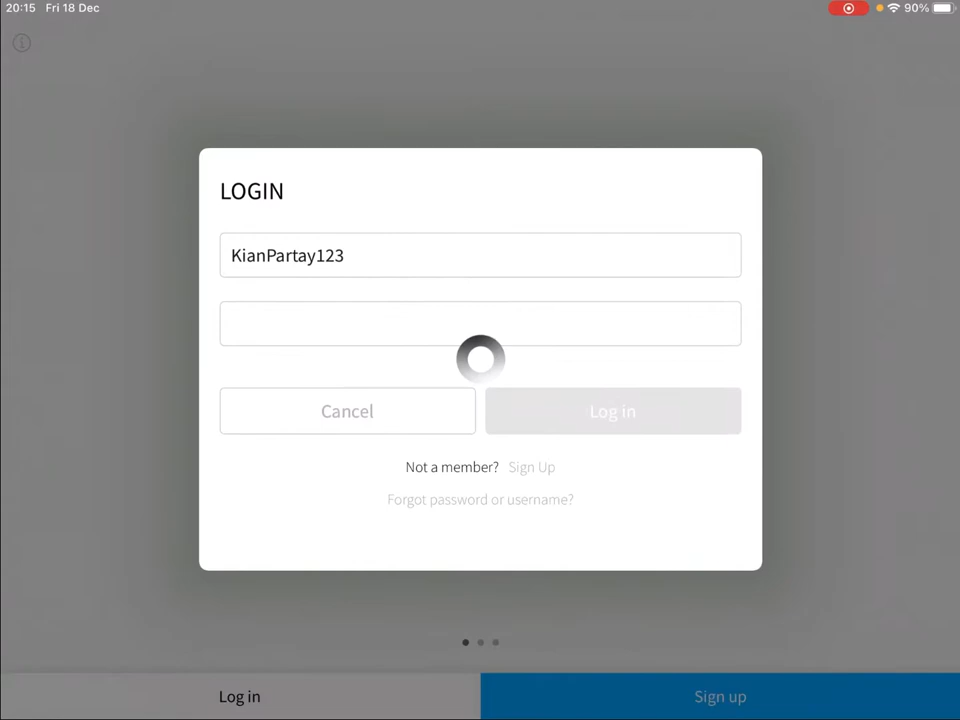 20:15 Fri 18 Dec
90%
LOGIN
KianPartay123
Cancel
Log in
Not a member? Sign Up
Forgot password or username?
Log in
Sign up